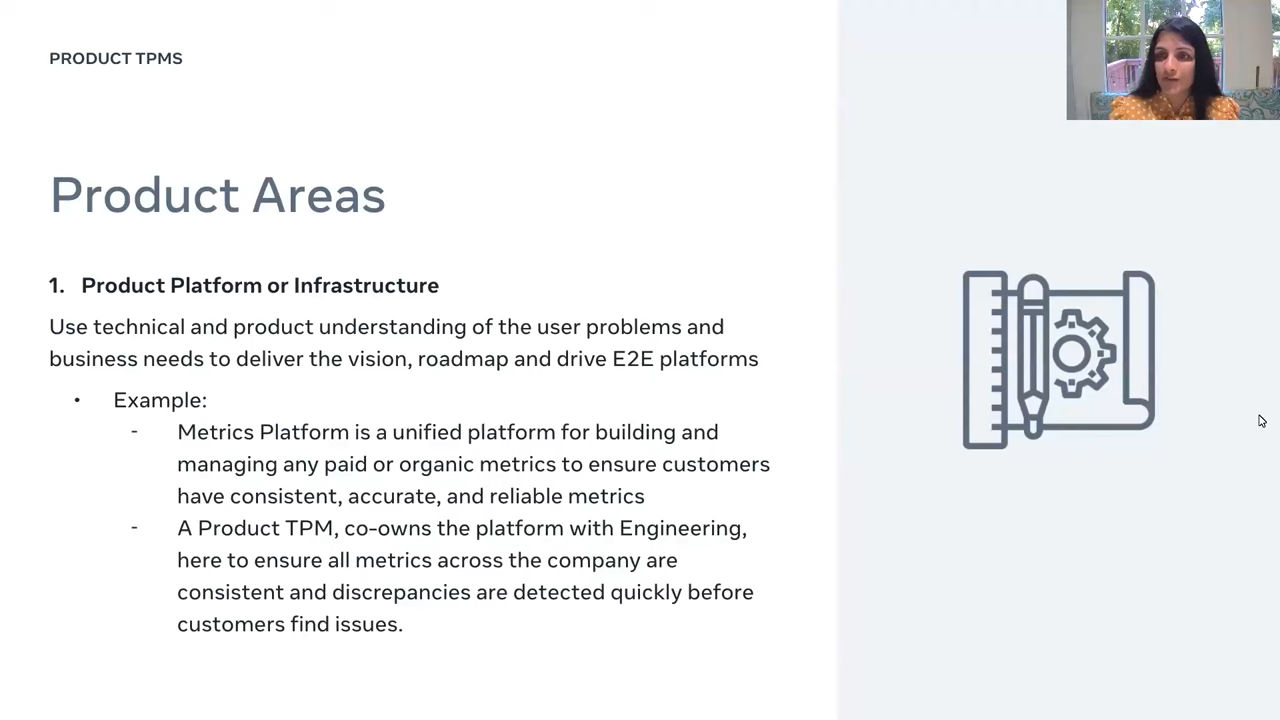 PRODUCT TPMS
Product Areas
1. Product Platform or Infrastructure
Use technical and product understanding of the user problems and
business needs to deliver the vision, roadmap and drive E2E platforms
• Example:
- Metrics Platform is a unified platform for building and
managing any paid or organic metrics to ensure customers
have consistent, accurate, and reliable metrics
- A Product TPM, co-owns the platform with Engineering,
here to ensure all metrics across the company are
consistent and discrepancies are detected quickly before
customers find issues.